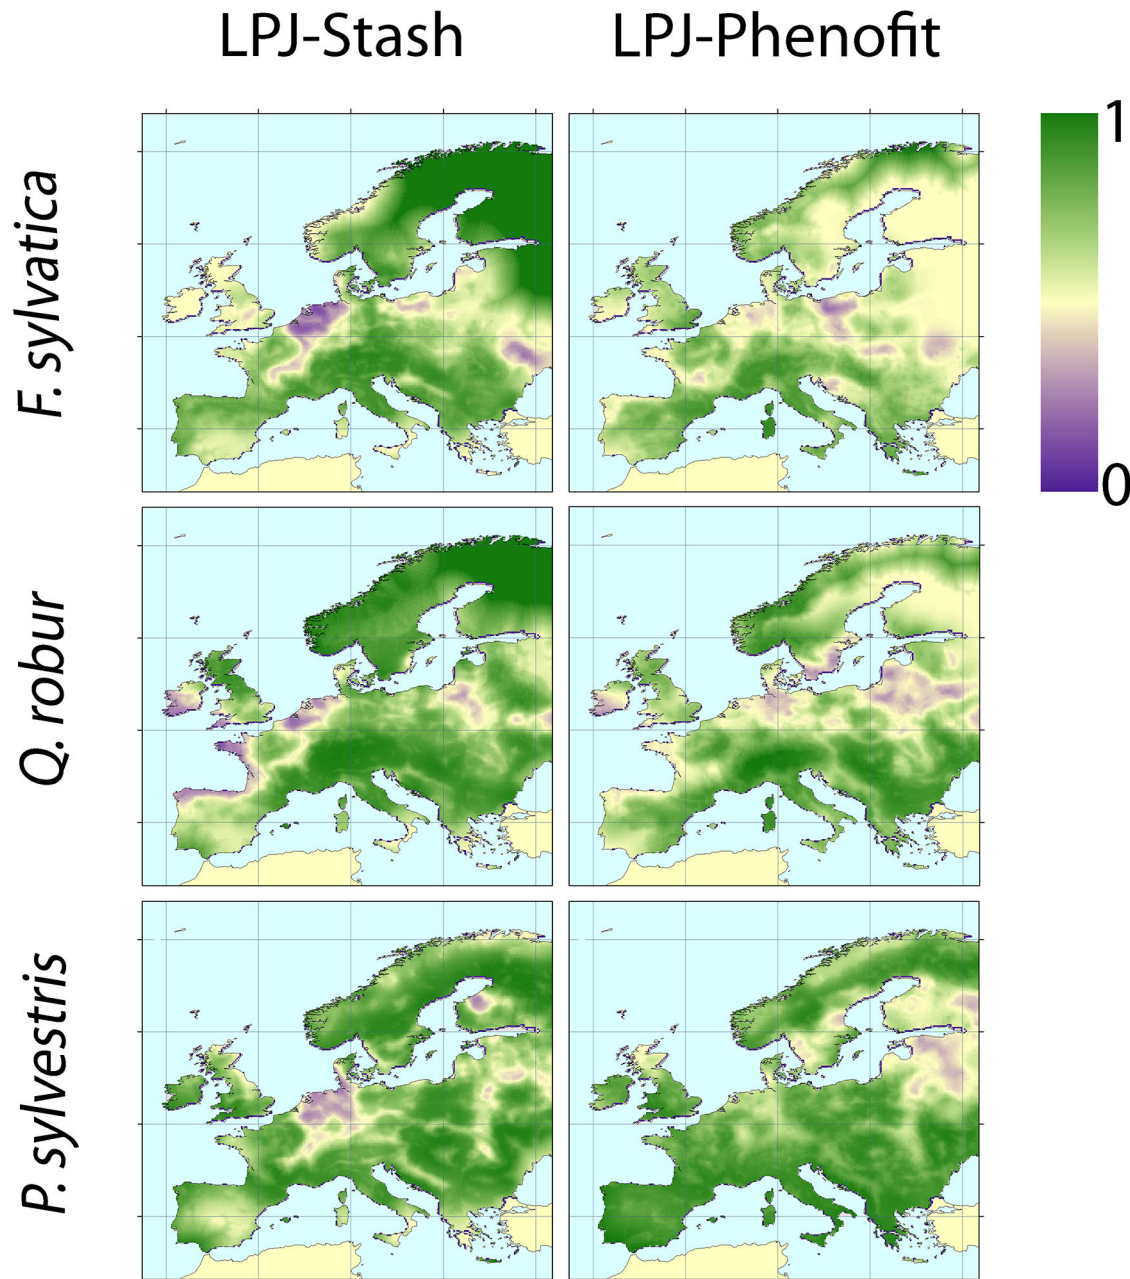 LPJ-Stash
LPJ-Phenofit
F. sylvatica
1
0
Q. robur
P. sylvestris